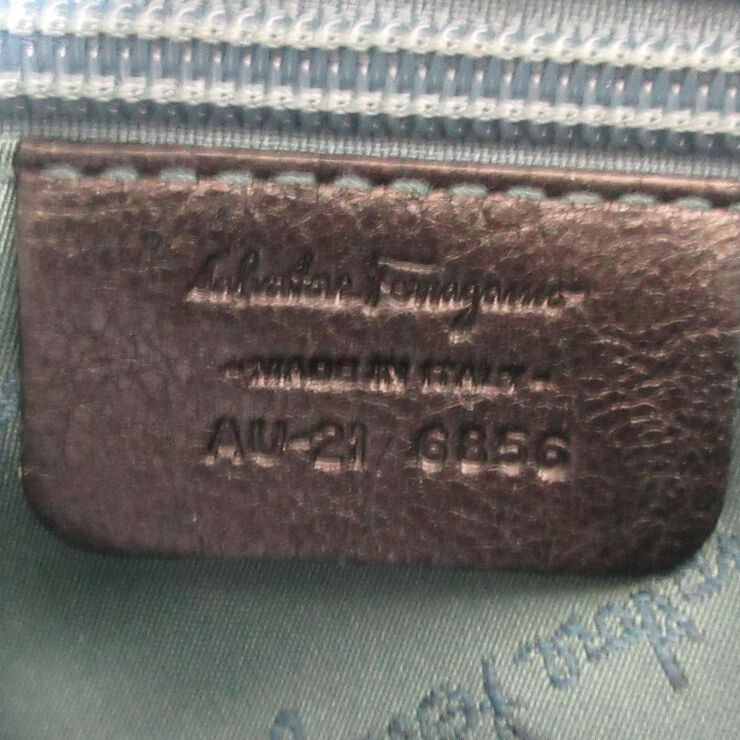 Salvatore Ferragamo
MADE IN ITALY
AU-21 6856